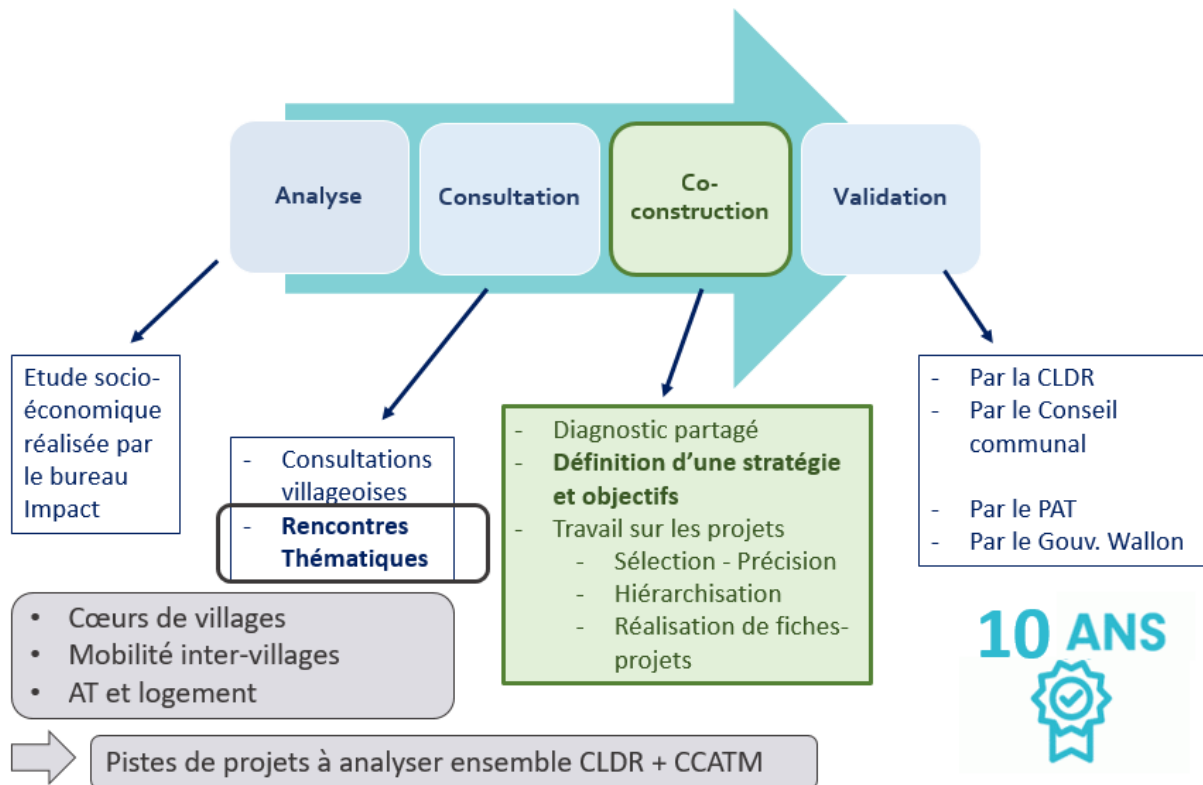 Analyse
Consultation
Co-
construction
Validation
Etude socio-
économique
réalisée par
le bureau
Impact
- Consultations
villageoises
- Rencontres
Thématiques
- Diagnostic partagé
- Définition d’une stratégie
et objectifs
- Travail sur les projets
- Sélection - Précision
- Hiérarchisation
- Réalisation de fiches-
projets
- Par la CLDR
- Par le Conseil
communal
- Par le PAT
- Par le Gouv. Wallon
• Cœurs de villages
• Mobilité inter-villages
• AT et logement
10 ANS
Pistes de projets à analyser ensemble CLDR + CCATM